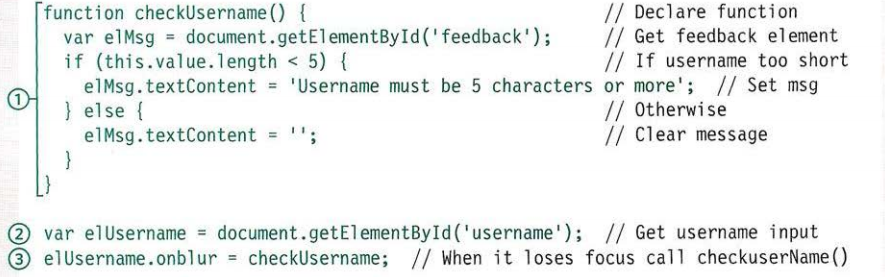 function checkUsername() { // Declare function
var elMsg = document.getElementById('feedback'); // Get feedback element
if (this.value.length < 5) { // If username too short
elMsg.textContent = 'Username must be 5 characters or more'; // Set msg
① } else { // Otherwise
elMsg.textContent = ''; // Clear message
}
}
② var elUsername = document.getElementById('username'); // Get username input
③ elUsername.onblur = checkUsername; // When it loses focus call checkuserName()